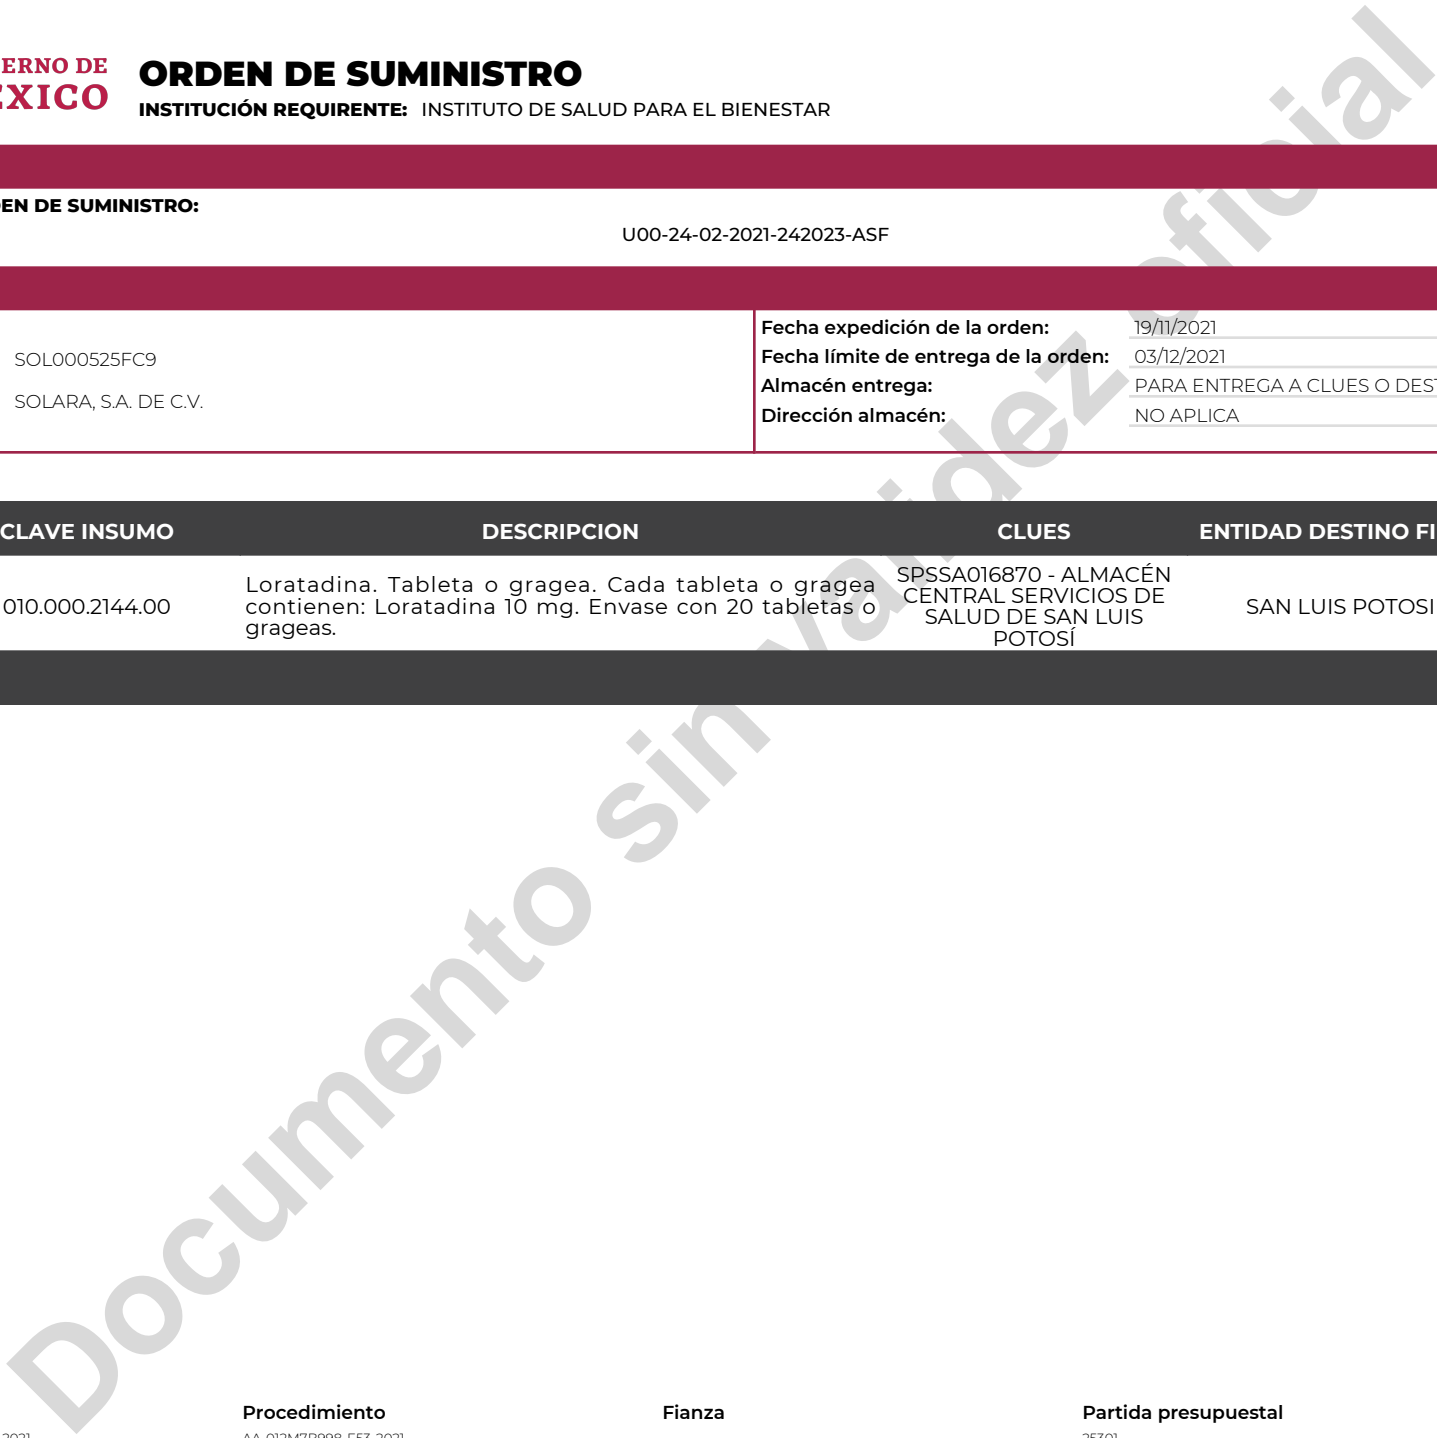 ERNO DE
EXICO
ORDEN DE SUMINISTRO
INSTITUCIÓN REQUIRENTE: INSTITUTO DE SALUD PARA EL BIENESTAR
EN DE SUMINISTRO:
U00-24-02-2021-242023-ASF
SOL000525FC9
SOLARA, S.A. DE C.V.
Fecha expedición de la orden: 19/11/2021
Fecha límite de entrega de la orden: 03/12/2021
Almacén entrega: PARA ENTREGA A CLUES O DEST
Dirección almacén: NO APLICA
CLAVE INSUMO DESCRIPCION CLUES ENTIDAD DESTINO FI
010.000.2144.00
Loratadina. Tableta o gragea. Cada tableta o gragea
contienen: Loratadina 10 mg. Envase con 20 tabletas o
grageas.
SPSSA016870 - ALMACÉN
CENTRAL SERVICIOS DE
SALUD DE SAN LUIS
POTOSÍ
SAN LUIS POTOSI
Documento sin validez oficial
Procedimiento Fianza Partida presupuestal